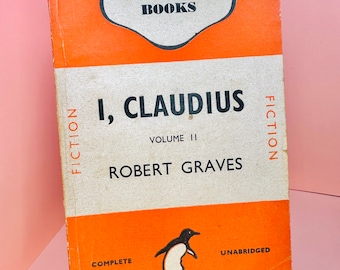 BOOKS
I, CLAUDIUS
VOLUME II
ROBERT GRAVES
FICTION
FICTION
COMPLETE
UNABRIDGED